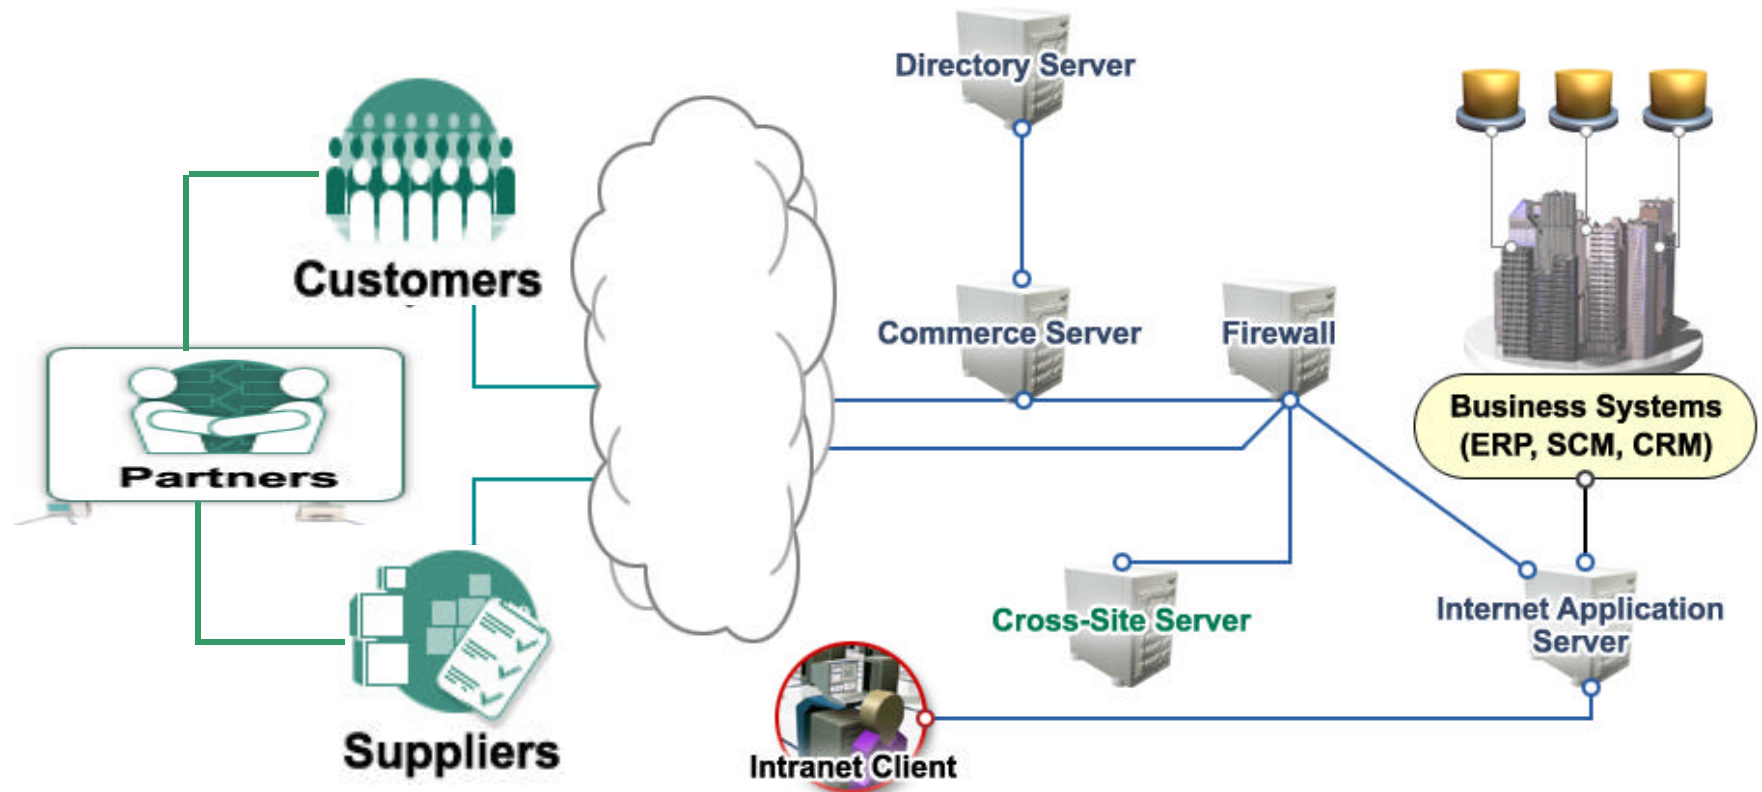 Directory Server
Customers
Commerce Server
Firewall
Business Systems
(ERP, SCM, CRM)
Partners
Cross-Site Server
Internet Application
Server
Suppliers
Intranet Client